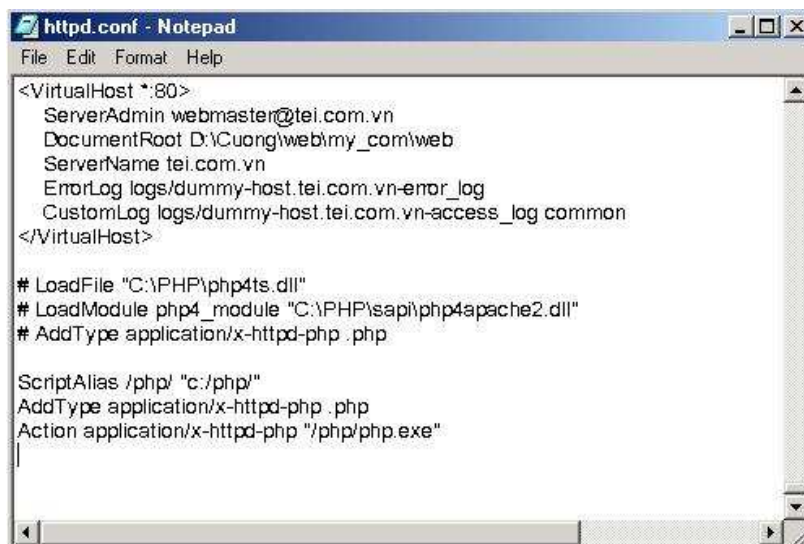 httpd.conf - Notepad
File Edit Format Help
<VirtualHost *:80>
ServerAdmin webmaster@tei.com.vn
DocumentRoot D:\Cuong\web\my_com\web
ServerName tei.com.vn
ErrorLog logs/dummy-host.tei.com.vn-error_log
CustomLog logs/dummy-host.tei.com.vn-access_log common
</VirtualHost>
# LoadFile "C:\PHP\php4ts.dll"
# LoadModule php4_module "C:\PHP\sapi\php4apache2.dll"
# AddType application/x-httpd-php .php
ScriptAlias /php/ "c:/php/"
AddType application/x-httpd-php .php
Action application/x-httpd-php "/php/php.exe"